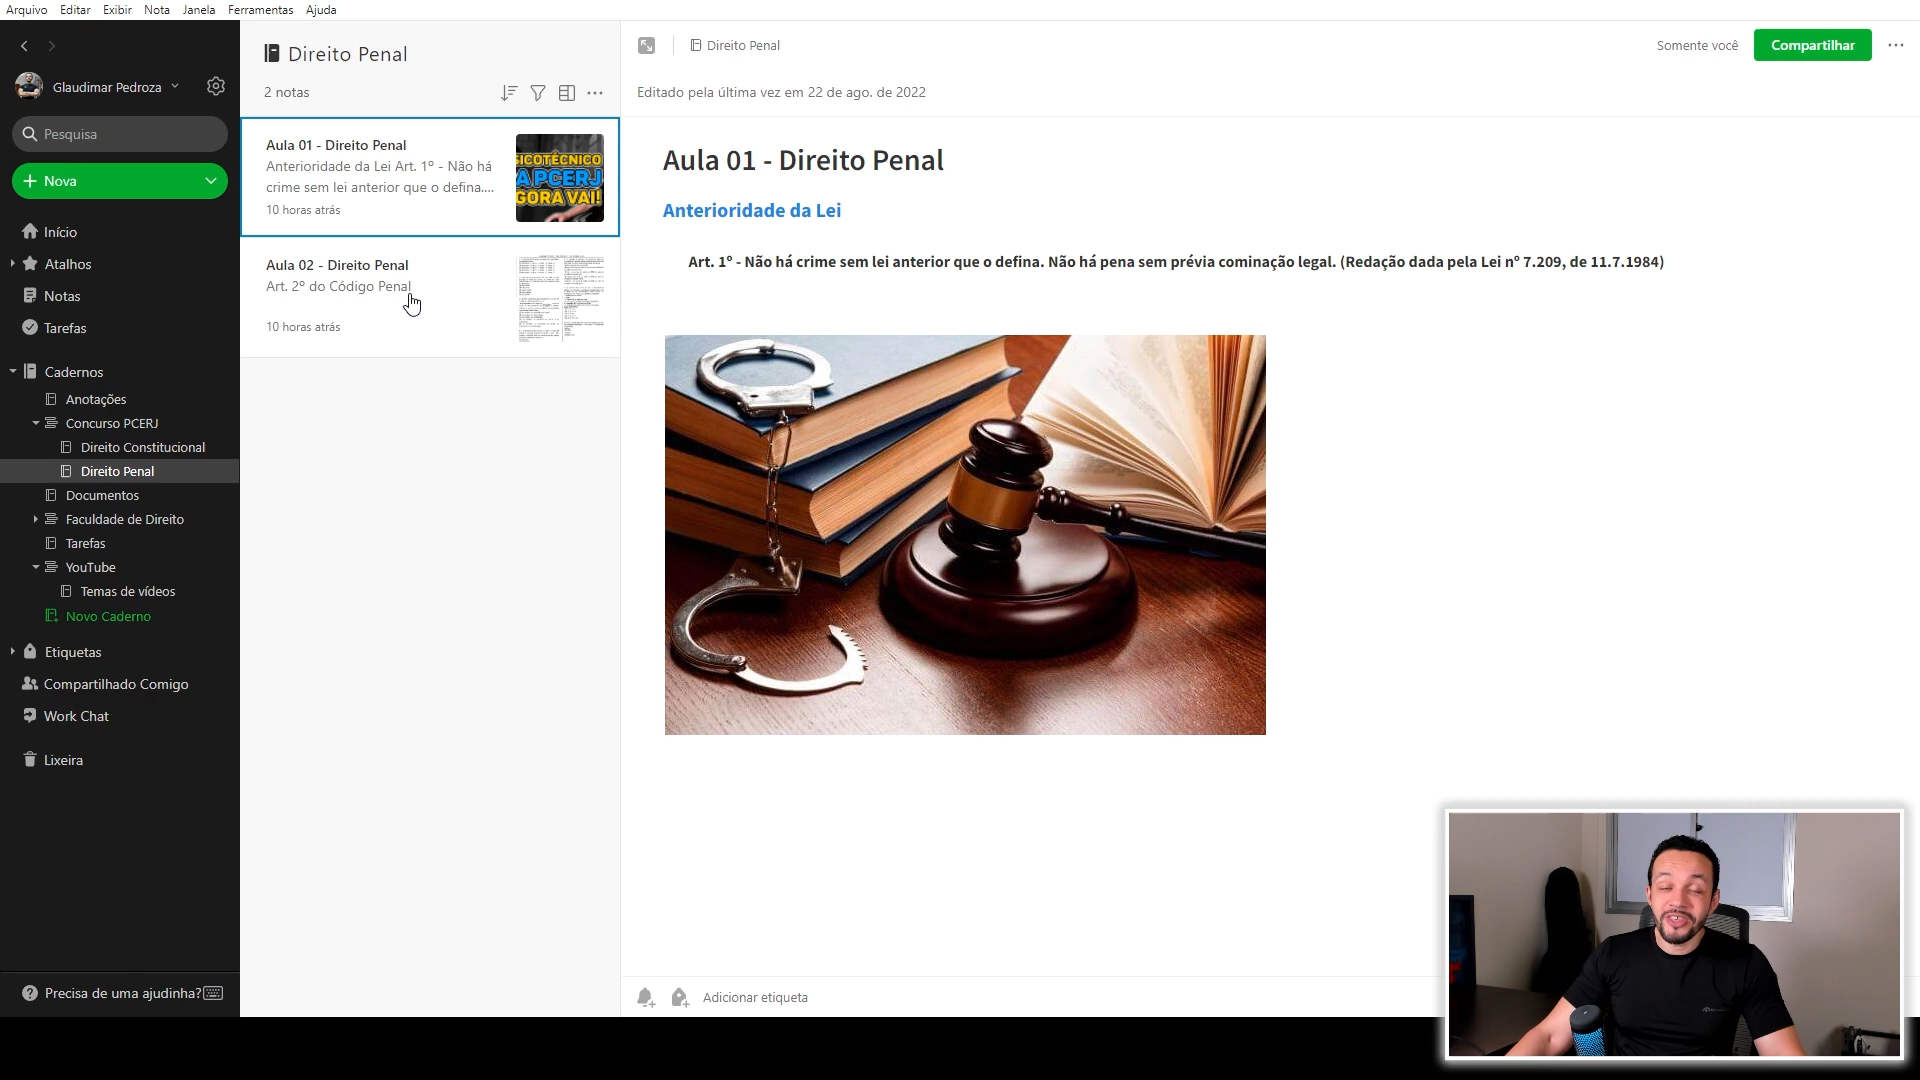 Arquivo Editar Exibir Nota Janela Ferramentas Ajuda
Glaudimar Pedroza
Pesquisa
Nova
Início
Atalhos
Notas
Tarefas
Cadernos
Anotações
Concurso PCERJ
Direito Constitucional
Direito Penal
Documentos
Faculdade de Direito
Tarefas
YouTube
Temas de vídeos
Novo Caderno
Etiquetas
Compartilhado Comigo
Work Chat
Lixeira
Precisa de uma ajudinha?
Direito Penal
2 notas
Aula 01 - Direito Penal
Anterioridade da Lei Art. 1º - Não há
crime sem lei anterior que o defina....
10 horas atrás
SICOTÉCNICO
A PCERJ
GORA VAI!
Aula 02 - Direito Penal
Art. 2º do Código Penal
10 horas atrás
Direito Penal
Somente você
Compartilhar
Editado pela última vez em 22 de ago. de 2022
Aula 01 - Direito Penal
Anterioridade da Lei
Art. 1º - Não há crime sem lei anterior que o defina. Não há pena sem prévia cominação legal. (Redação dada pela Lei nº 7.209, de 11.7.1984)
Adicionar etiqueta